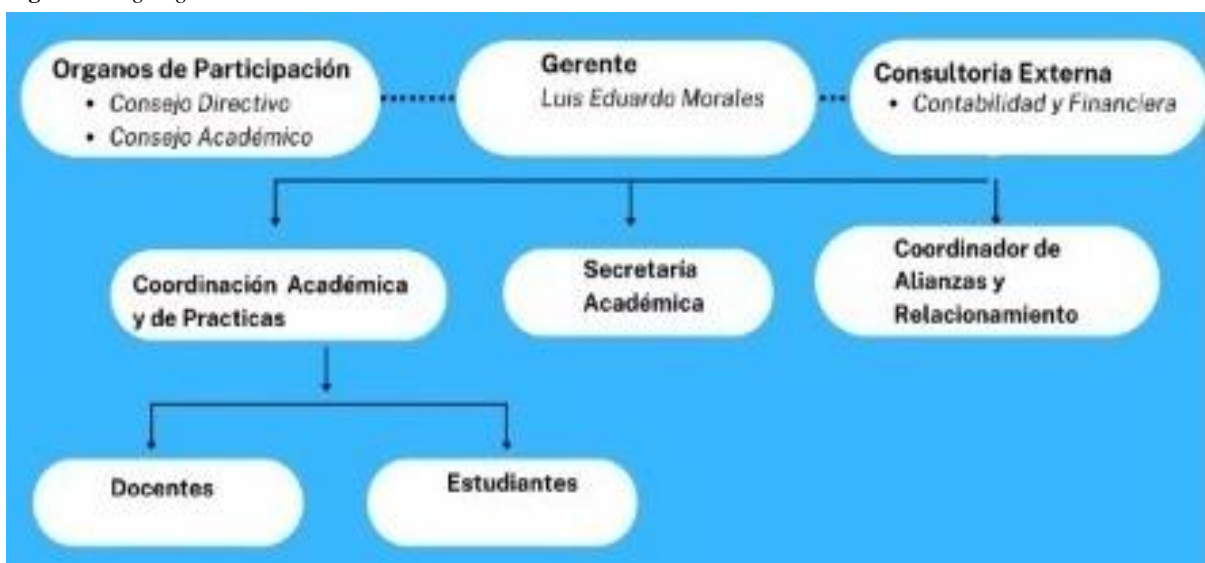 Organos de Participación
• Consejo Directivo
• Consejo Académico
Gerente
Luis Eduardo Morales
Consultoria Externa
• Contabilidad y Financiera
Coordinación Académica
y de Practicas
Secretaría
Académica
Coordinador de
Alianzas y
Relacionamiento
Docentes
Estudiantes